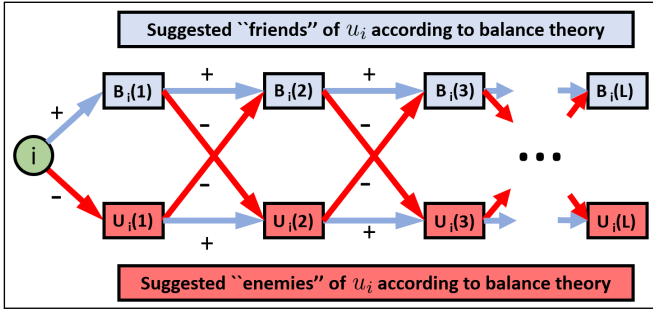 Suggested ``friends'' of u_i according to balance theory
+ + +
B_i(1) B_i(2) B_i(3) B_i(L)
- -
i ...
- - -
U_i(1) U_i(2) U_i(3) U_i(L)
+ +
Suggested ``enemies'' of u_i according to balance theory